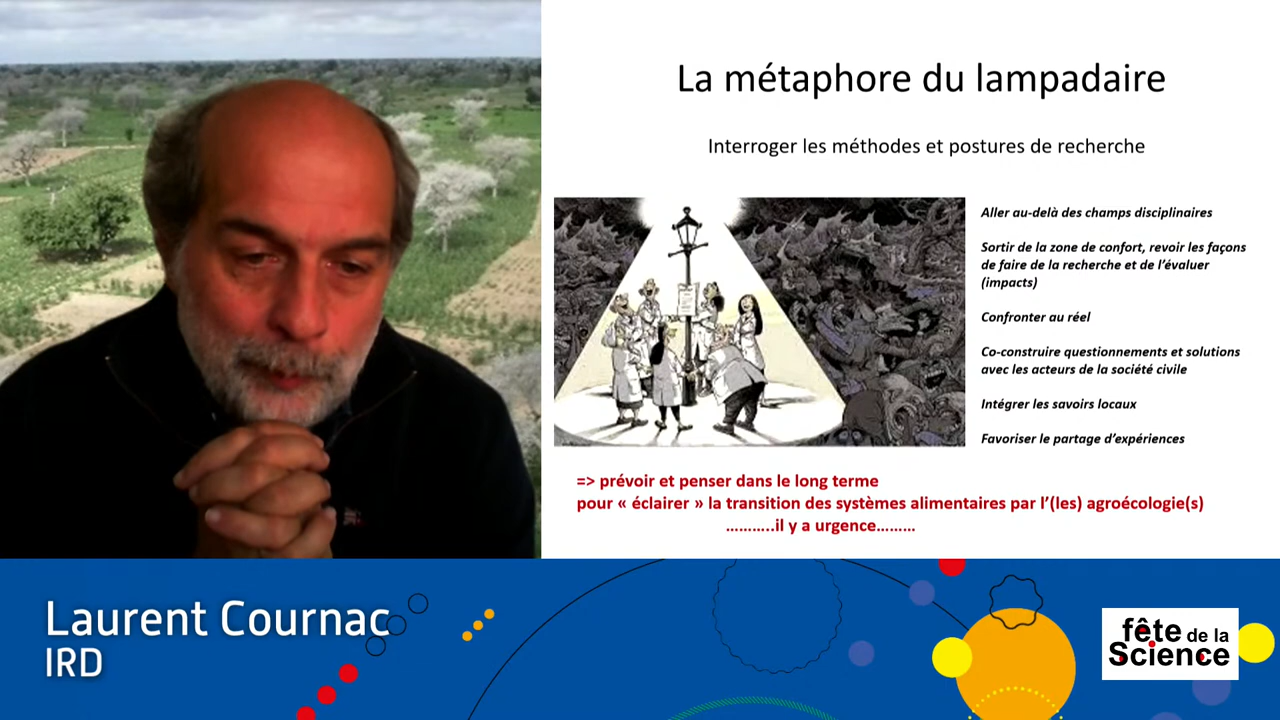 La métaphore du lampadaire
Interroger les méthodes et postures de recherche
Aller au-delà des champs disciplinaires
Sortir de la zone de confort, revoir les façons
de faire de la recherche et de l'évaluer
(impacts)
Confronter au réel
Co-construire questionnements et solutions
avec les acteurs de la société civile
Intégrer les savoirs locaux
Favoriser le partage d'expériences
=> prévoir et penser dans le long terme
pour « éclairer » la transition des systèmes alimentaires par l'(les) agroécologie(s)
………..il y a urgence………
Laurent Cournac
IRD
fête de la
Science